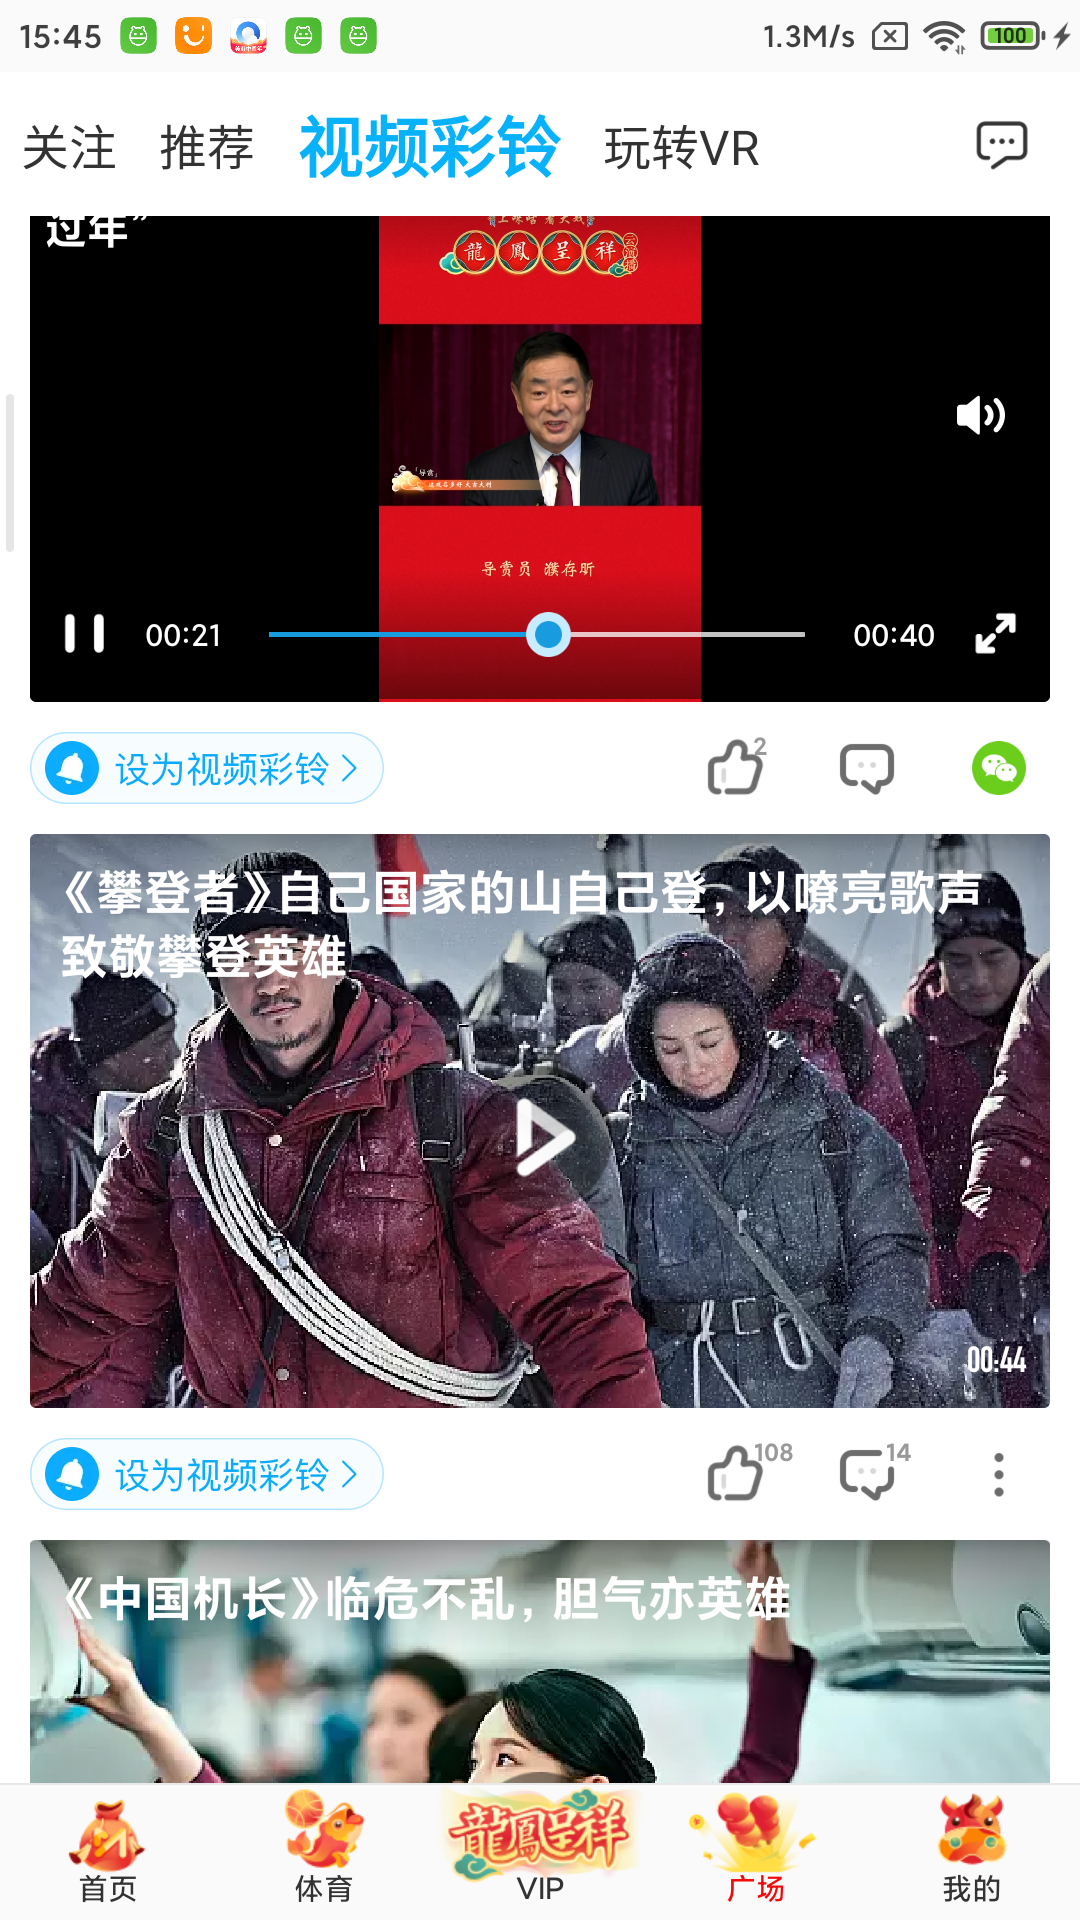 15:45
1.3M/s
100
关注 推荐 视频彩铃 玩转VR
过年”
龍鳳呈祥
云直播
「导赏」
导赏员 濮存昕
00:21
00:40
设为视频彩铃
2
《攀登者》自己国家的山自己登，以嘹亮歌声
致敬攀登英雄
00:44
设为视频彩铃
108
14
《中国机长》临危不乱，胆气亦英雄
龍鳳呈祥
首页 体育 VIP 广场 我的